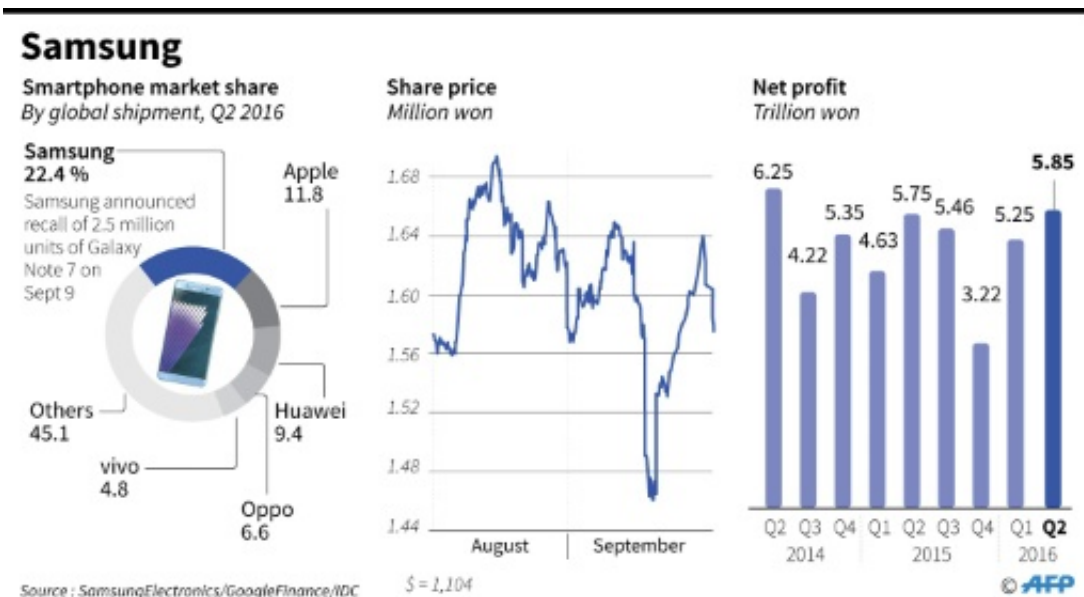 Samsung
Smartphone market share
By global shipment, Q2 2016
Samsung
22.4 %
Samsung announced
recall of 2.5 million
units of Galaxy
Note 7 on
Sept 9
Apple
11.8
Huawei
9.4
Oppo
6.6
vivo
4.8
Others
45.1
Share price
Million won
1.68
1.64
1.60
1.56
1.52
1.48
1.44
August
September
$ = 1,104
Net profit
Trillion won
6.25
4.22
5.35
4.63
5.75
5.46
3.22
5.25
5.85
Q2 Q3 Q4 Q1 Q2 Q3 Q4 Q1 Q2
2014 2015 2016
Source : SamsungElectronics/GoogleFinance/IDC
© AFP